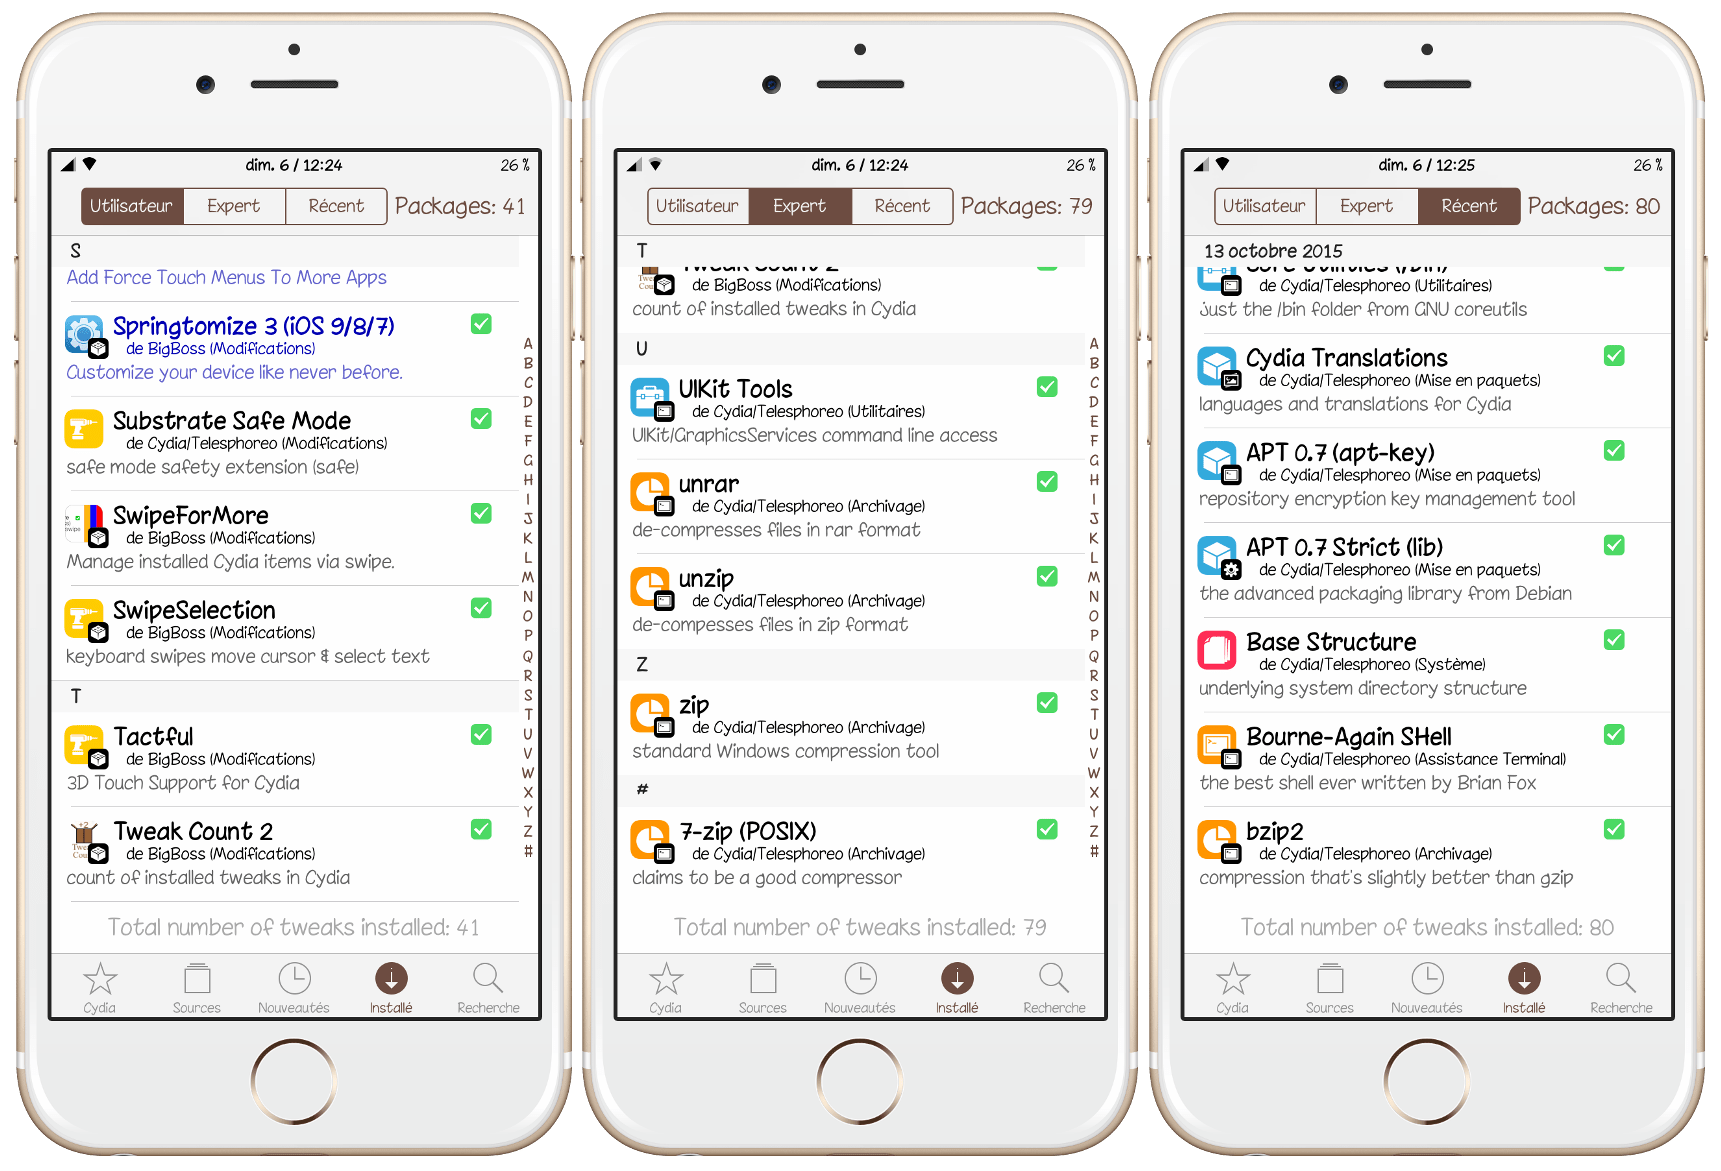 dim. 6 / 12:24
26 %
Utilisateur
Expert
Récent
Packages: 41
S
Add Force Touch Menus To More Apps
Springtomize 3 (iOS 9/8/7)
de BigBoss (Modifications)
Customize your device like never before.
Substrate Safe Mode
de Cydia/Telesphoreo (Modifications)
safe mode safety extension (safe)
SwipeForMore
de BigBoss (Modifications)
Manage installed Cydia items via swipe.
SwipeSelection
de BigBoss (Modifications)
keyboard swipes move cursor & select text
T
Tactful
de BigBoss (Modifications)
3D Touch Support for Cydia
Tweak Count 2
de BigBoss (Modifications)
count of installed tweaks in Cydia
A
B
C
D
E
F
G
H
I
J
K
L
M
N
O
P
Q
R
S
T
U
V
W
X
Y
Z
#
Total number of tweaks installed: 41
Cydia
Sources
Nouveautés
Installé
Recherche
dim. 6 / 12:24
26 %
Utilisateur
Expert
Récent
Packages: 79
T
Tweak Count 2
de BigBoss (Modifications)
count of installed tweaks in Cydia
U
UIKit Tools
de Cydia/Telesphoreo (Utilitaires)
UIKit/GraphicsServices command line access
unrar
de Cydia/Telesphoreo (Archivage)
de-compresses files in rar format
unzip
de Cydia/Telesphoreo (Archivage)
de-compesses files in zip format
Z
zip
de Cydia/Telesphoreo (Archivage)
standard Windows compression tool
#
7-zip (POSIX)
de Cydia/Telesphoreo (Archivage)
claims to be a good compressor
A
B
C
D
E
F
G
H
I
J
K
L
M
N
O
P
Q
R
S
T
U
V
W
X
Y
Z
#
Total number of tweaks installed: 79
Cydia
Sources
Nouveautés
Installé
Recherche
dim. 6 / 12:25
26 %
Utilisateur
Expert
Récent
Packages: 80
13 octobre 2015
Core Utilities (/bin)
de Cydia/Telesphoreo (Utilitaires)
just the /bin folder from GNU coreutils
Cydia Translations
de Cydia/Telesphoreo (Mise en paquets)
languages and translations for Cydia
APT 0.7 (apt-key)
de Cydia/Telesphoreo (Mise en paquets)
repository encryption key management tool
APT 0.7 Strict (lib)
de Cydia/Telesphoreo (Mise en paquets)
the advanced packaging library from Debian
Base Structure
de Cydia/Telesphoreo (Système)
underlying system directory structure
Bourne-Again SHell
de Cydia/Telesphoreo (Assistance Terminal)
the best shell ever written by Brian Fox
bzip2
de Cydia/Telesphoreo (Archivage)
compression that's slightly better than gzip
Total number of tweaks installed: 80
Cydia
Sources
Nouveautés
Installé
Recherche